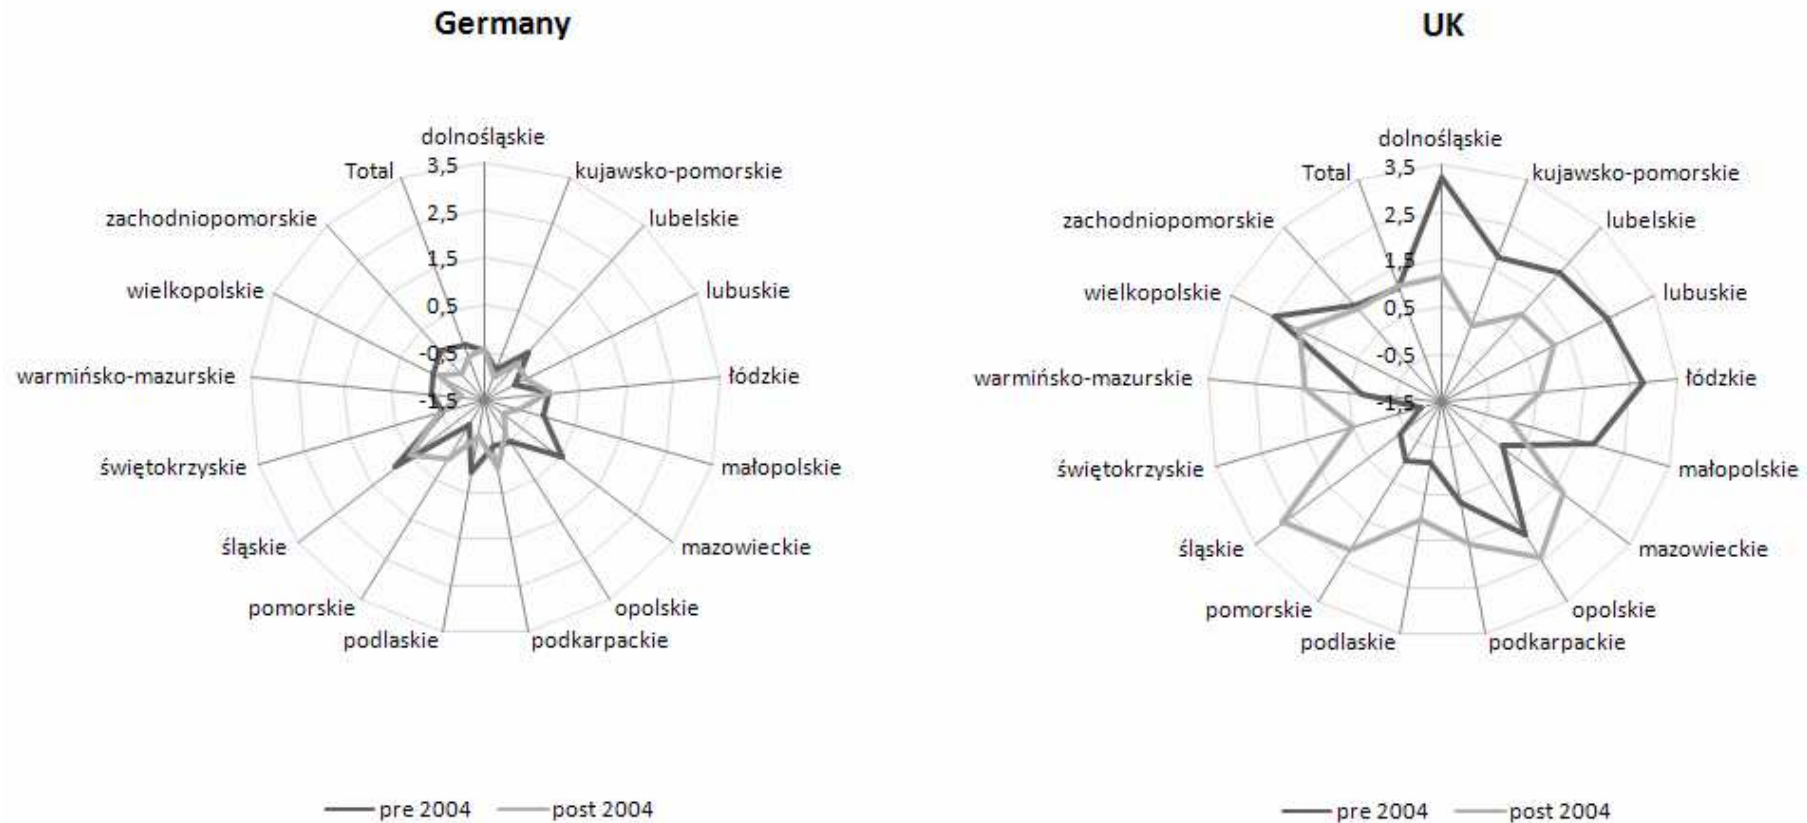 Germany
dolnośląskie
kujawsko-pomorskie
lubelskie
lubuskie
łódzkie
małopolskie
mazowieckie
opolskie
podkarpackie
podlaskie
pomorskie
śląskie
świętokrzyskie
warmińsko-mazurskie
wielkopolskie
zachodniopomorskie
Total
3,5
2,5
1,5
0,5
-0,5
-1,5
pre 2004
post 2004
UK
dolnośląskie
kujawsko-pomorskie
lubelskie
lubuskie
łódzkie
małopolskie
mazowieckie
opolskie
podkarpackie
podlaskie
pomorskie
śląskie
świętokrzyskie
warmińsko-mazurskie
wielkopolskie
zachodniopomorskie
Total
3,5
2,5
1,5
0,5
-0,5
-1,5
pre 2004
post 2004